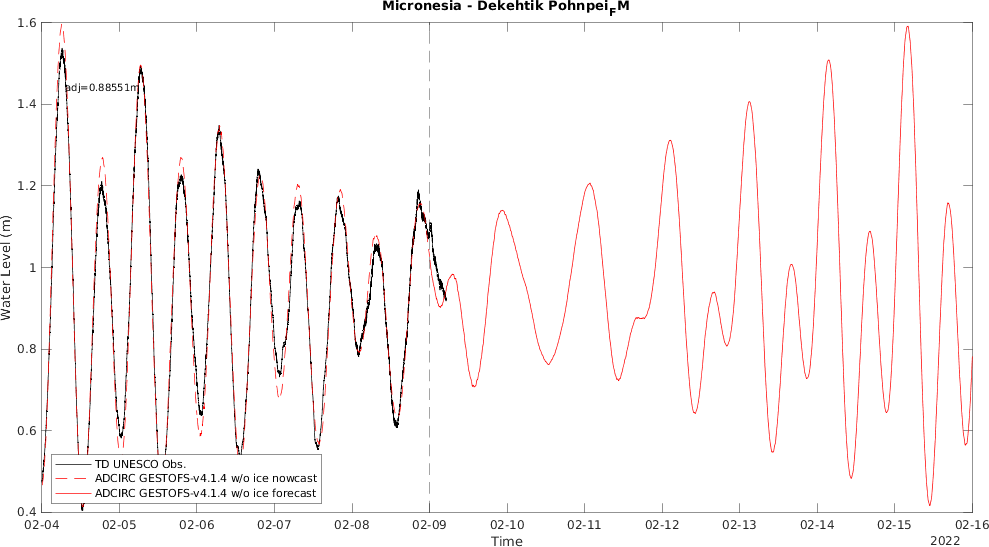 Micronesia - Dekehtik Pohnpei_FM
1.6
1.4
1.2
1
0.8
0.6
0.4
Water Level (m)
adj=0.88551m
TD UNESCO Obs.
ADCIRC GESTOFS-v4.1.4 w/o ice nowcast
ADCIRC GESTOFS-v4.1.4 w/o ice forecast
02-04 02-05 02-06 02-07 02-08 02-09 02-10 02-11 02-12 02-13 02-14 02-15 02-16
Time
2022